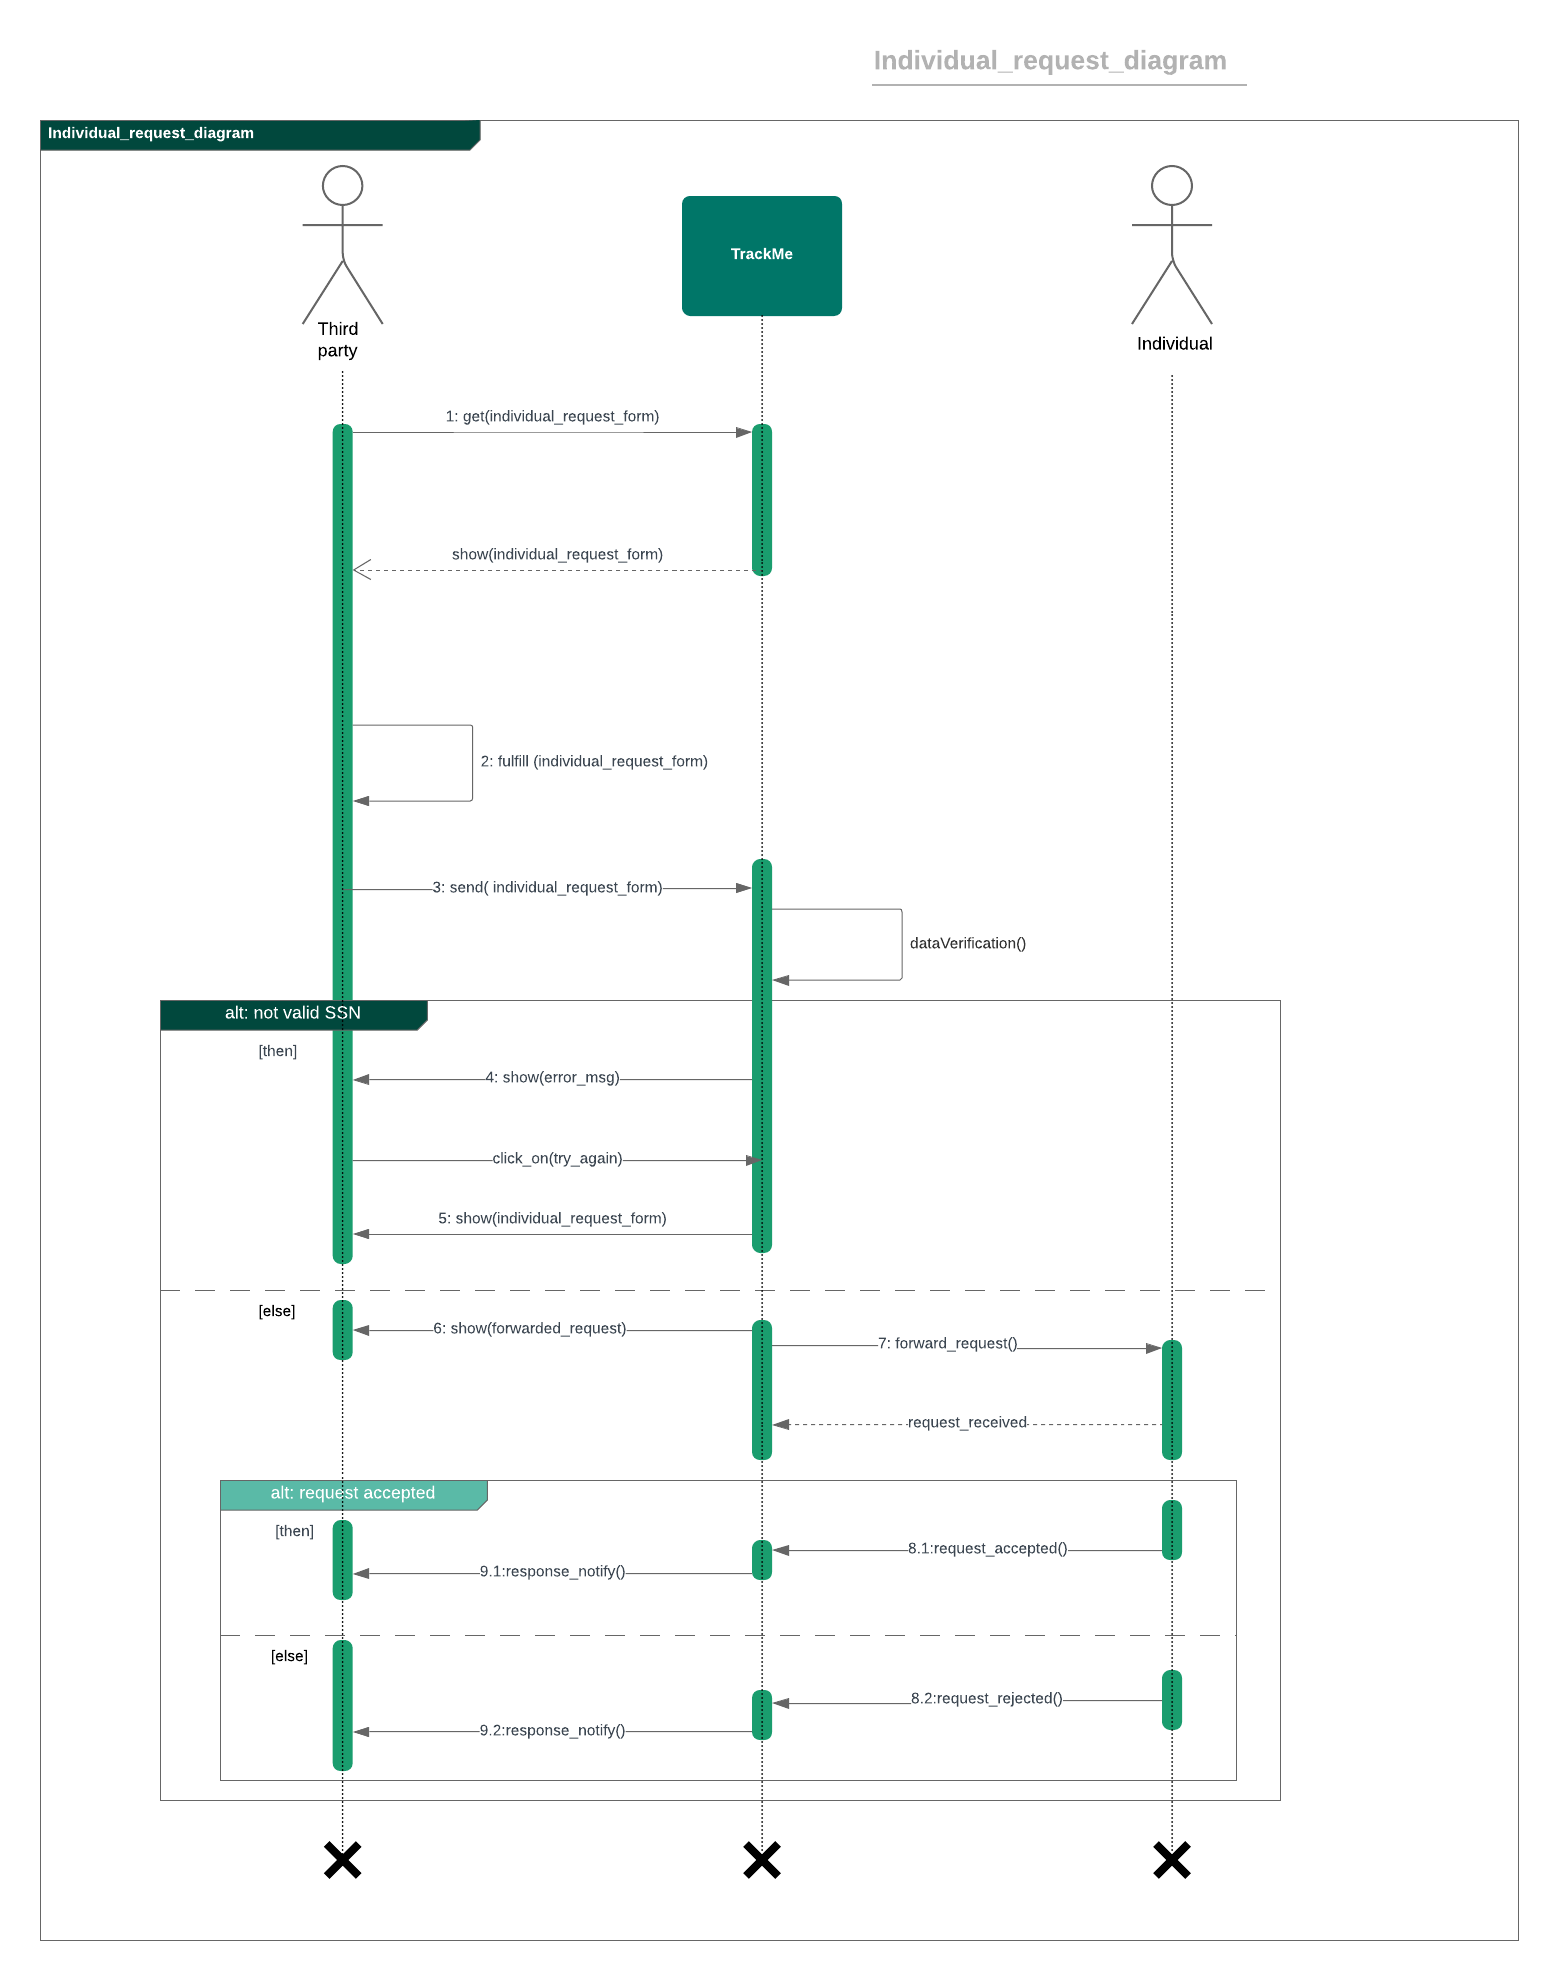 Individual_request_diagram
Individual_request_diagram
TrackMe
Third
party
Individual
1: get(individual_request_form)
show(individual_request_form)
2: fulfill (individual_request_form)
3: send( individual_request_form)
dataVerification()
alt: not valid SSN
[then]
4: show(error_msg)
click_on(try_again)
5: show(individual_request_form)
[else]
6: show(forwarded_request)
7: forward_request()
request_received
alt: request accepted
[then]
8.1:request_accepted()
9.1:response_notify()
[else]
8.2:request_rejected()
9.2:response_notify()